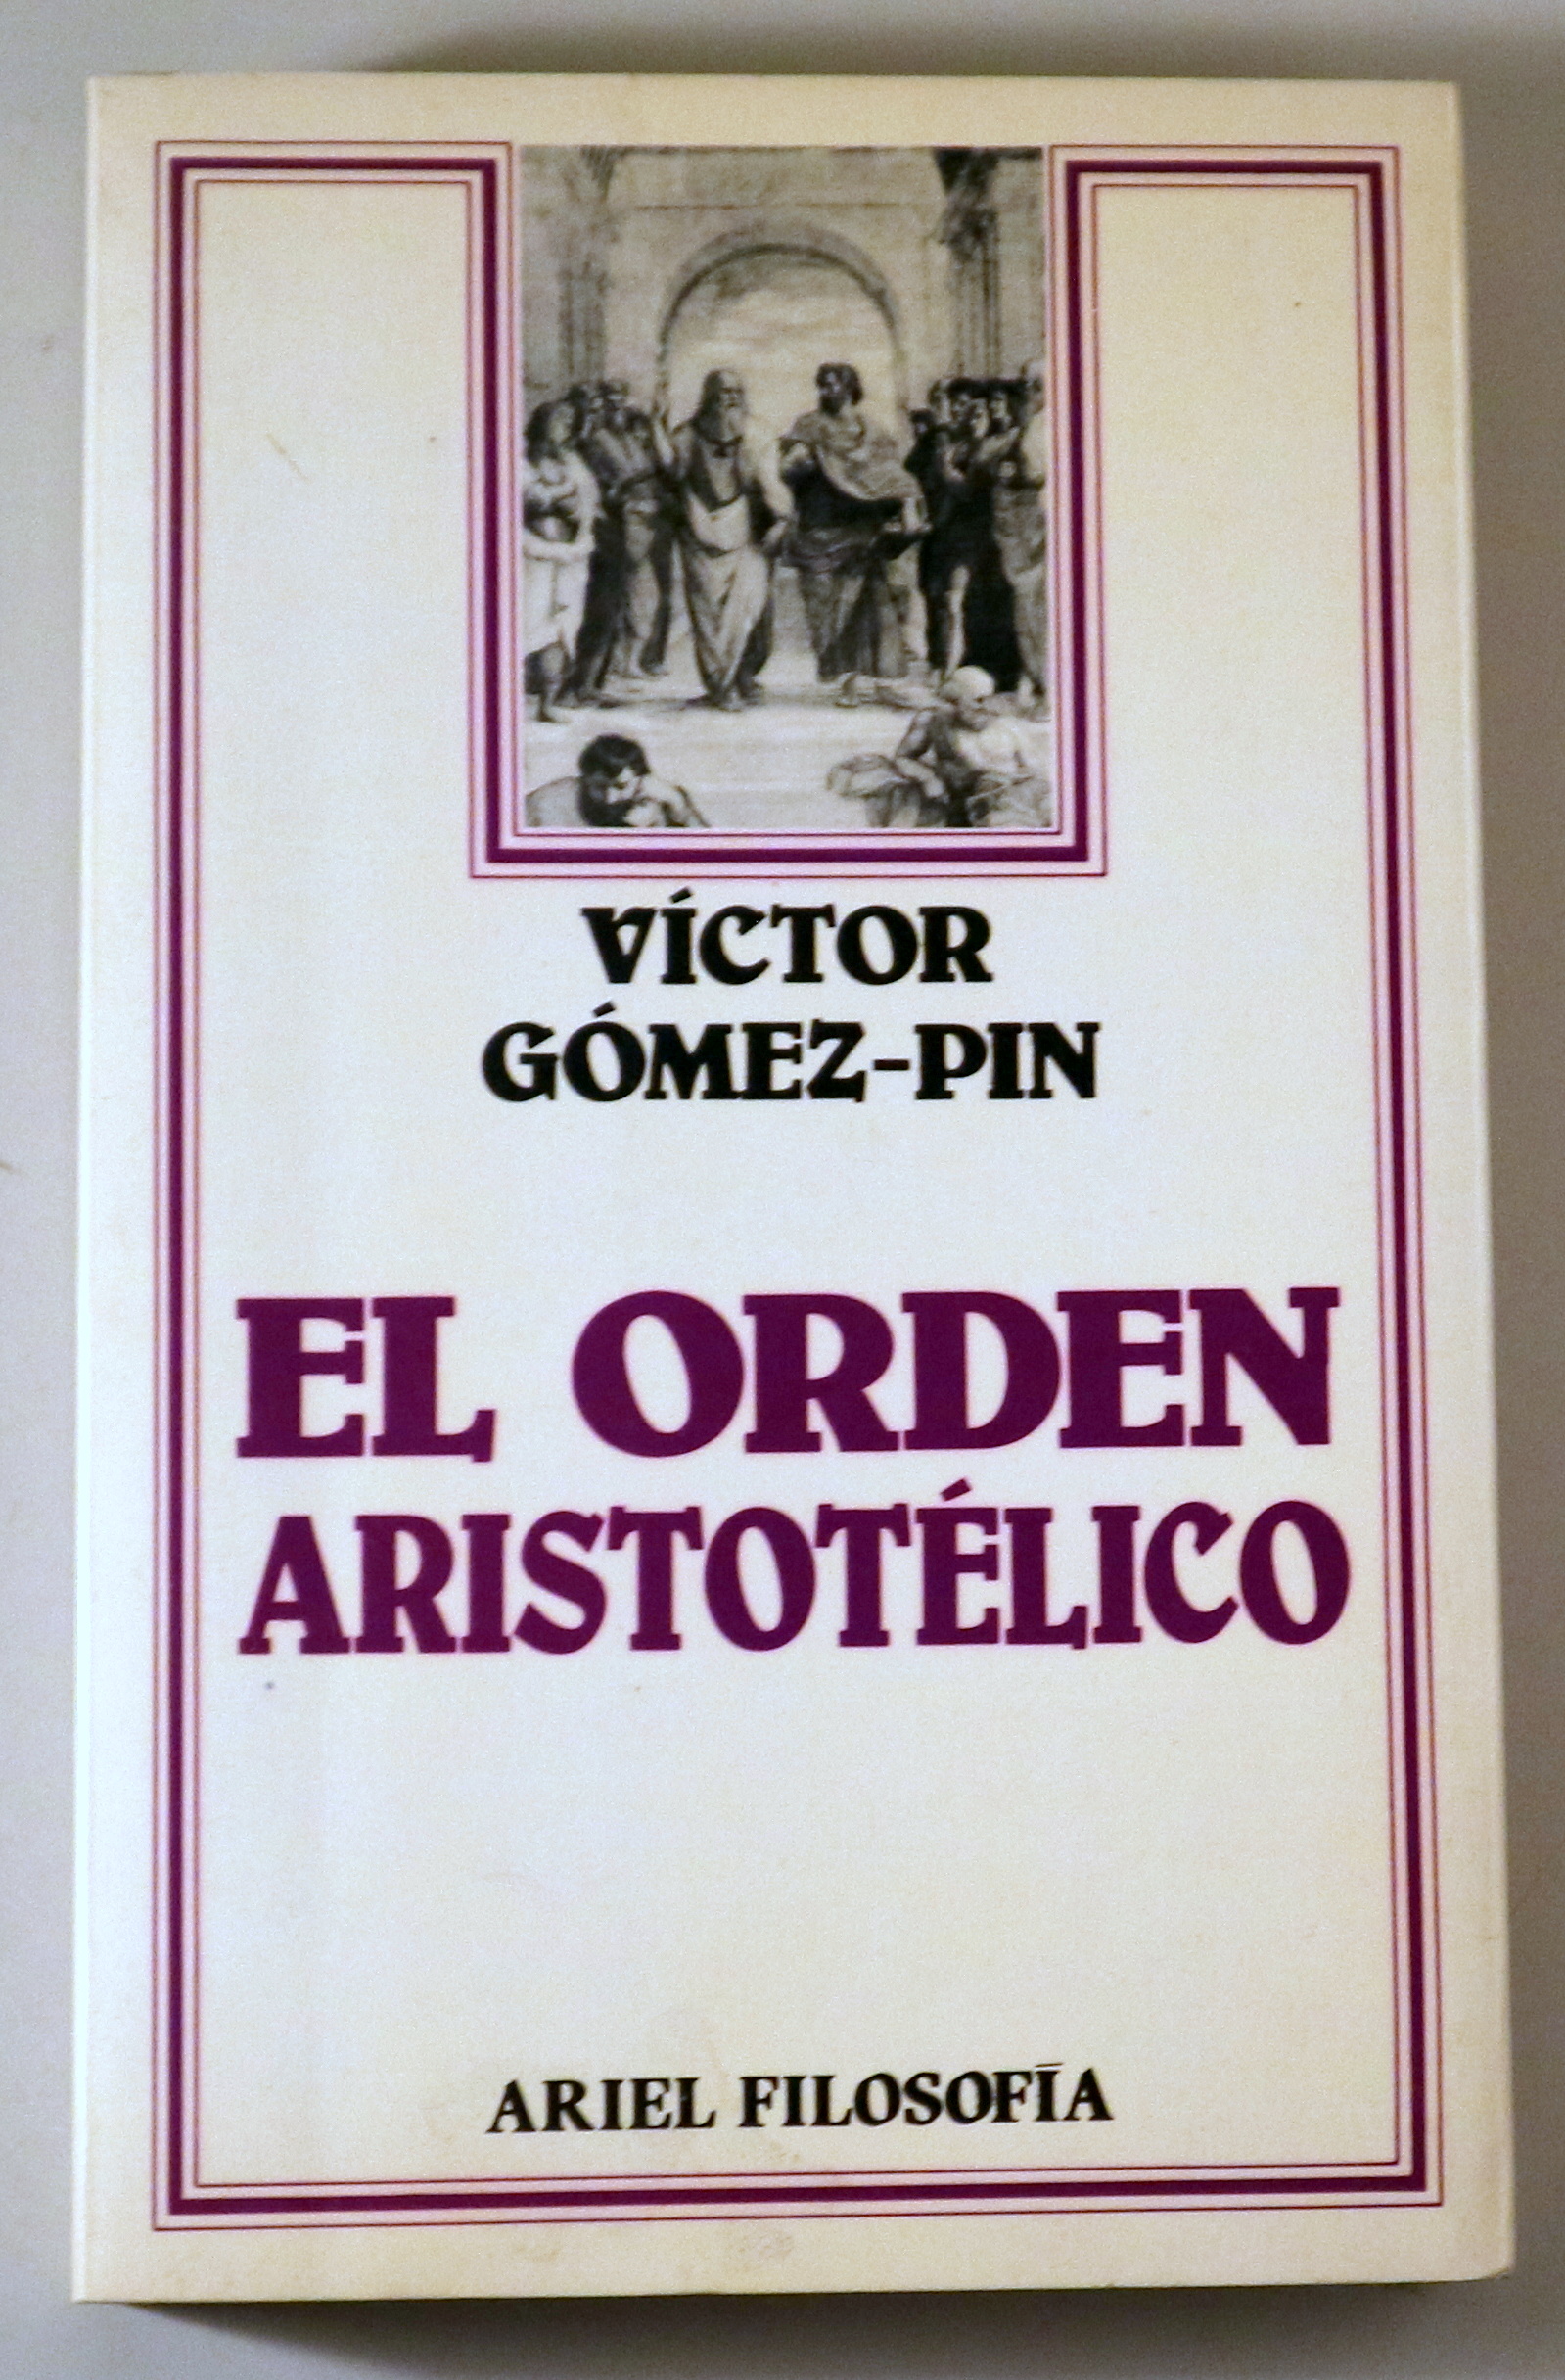 VÍCTOR
GÓMEZ-PIN
EL ORDEN
ARISTOTÉLICO
ARIEL FILOSOFÍA